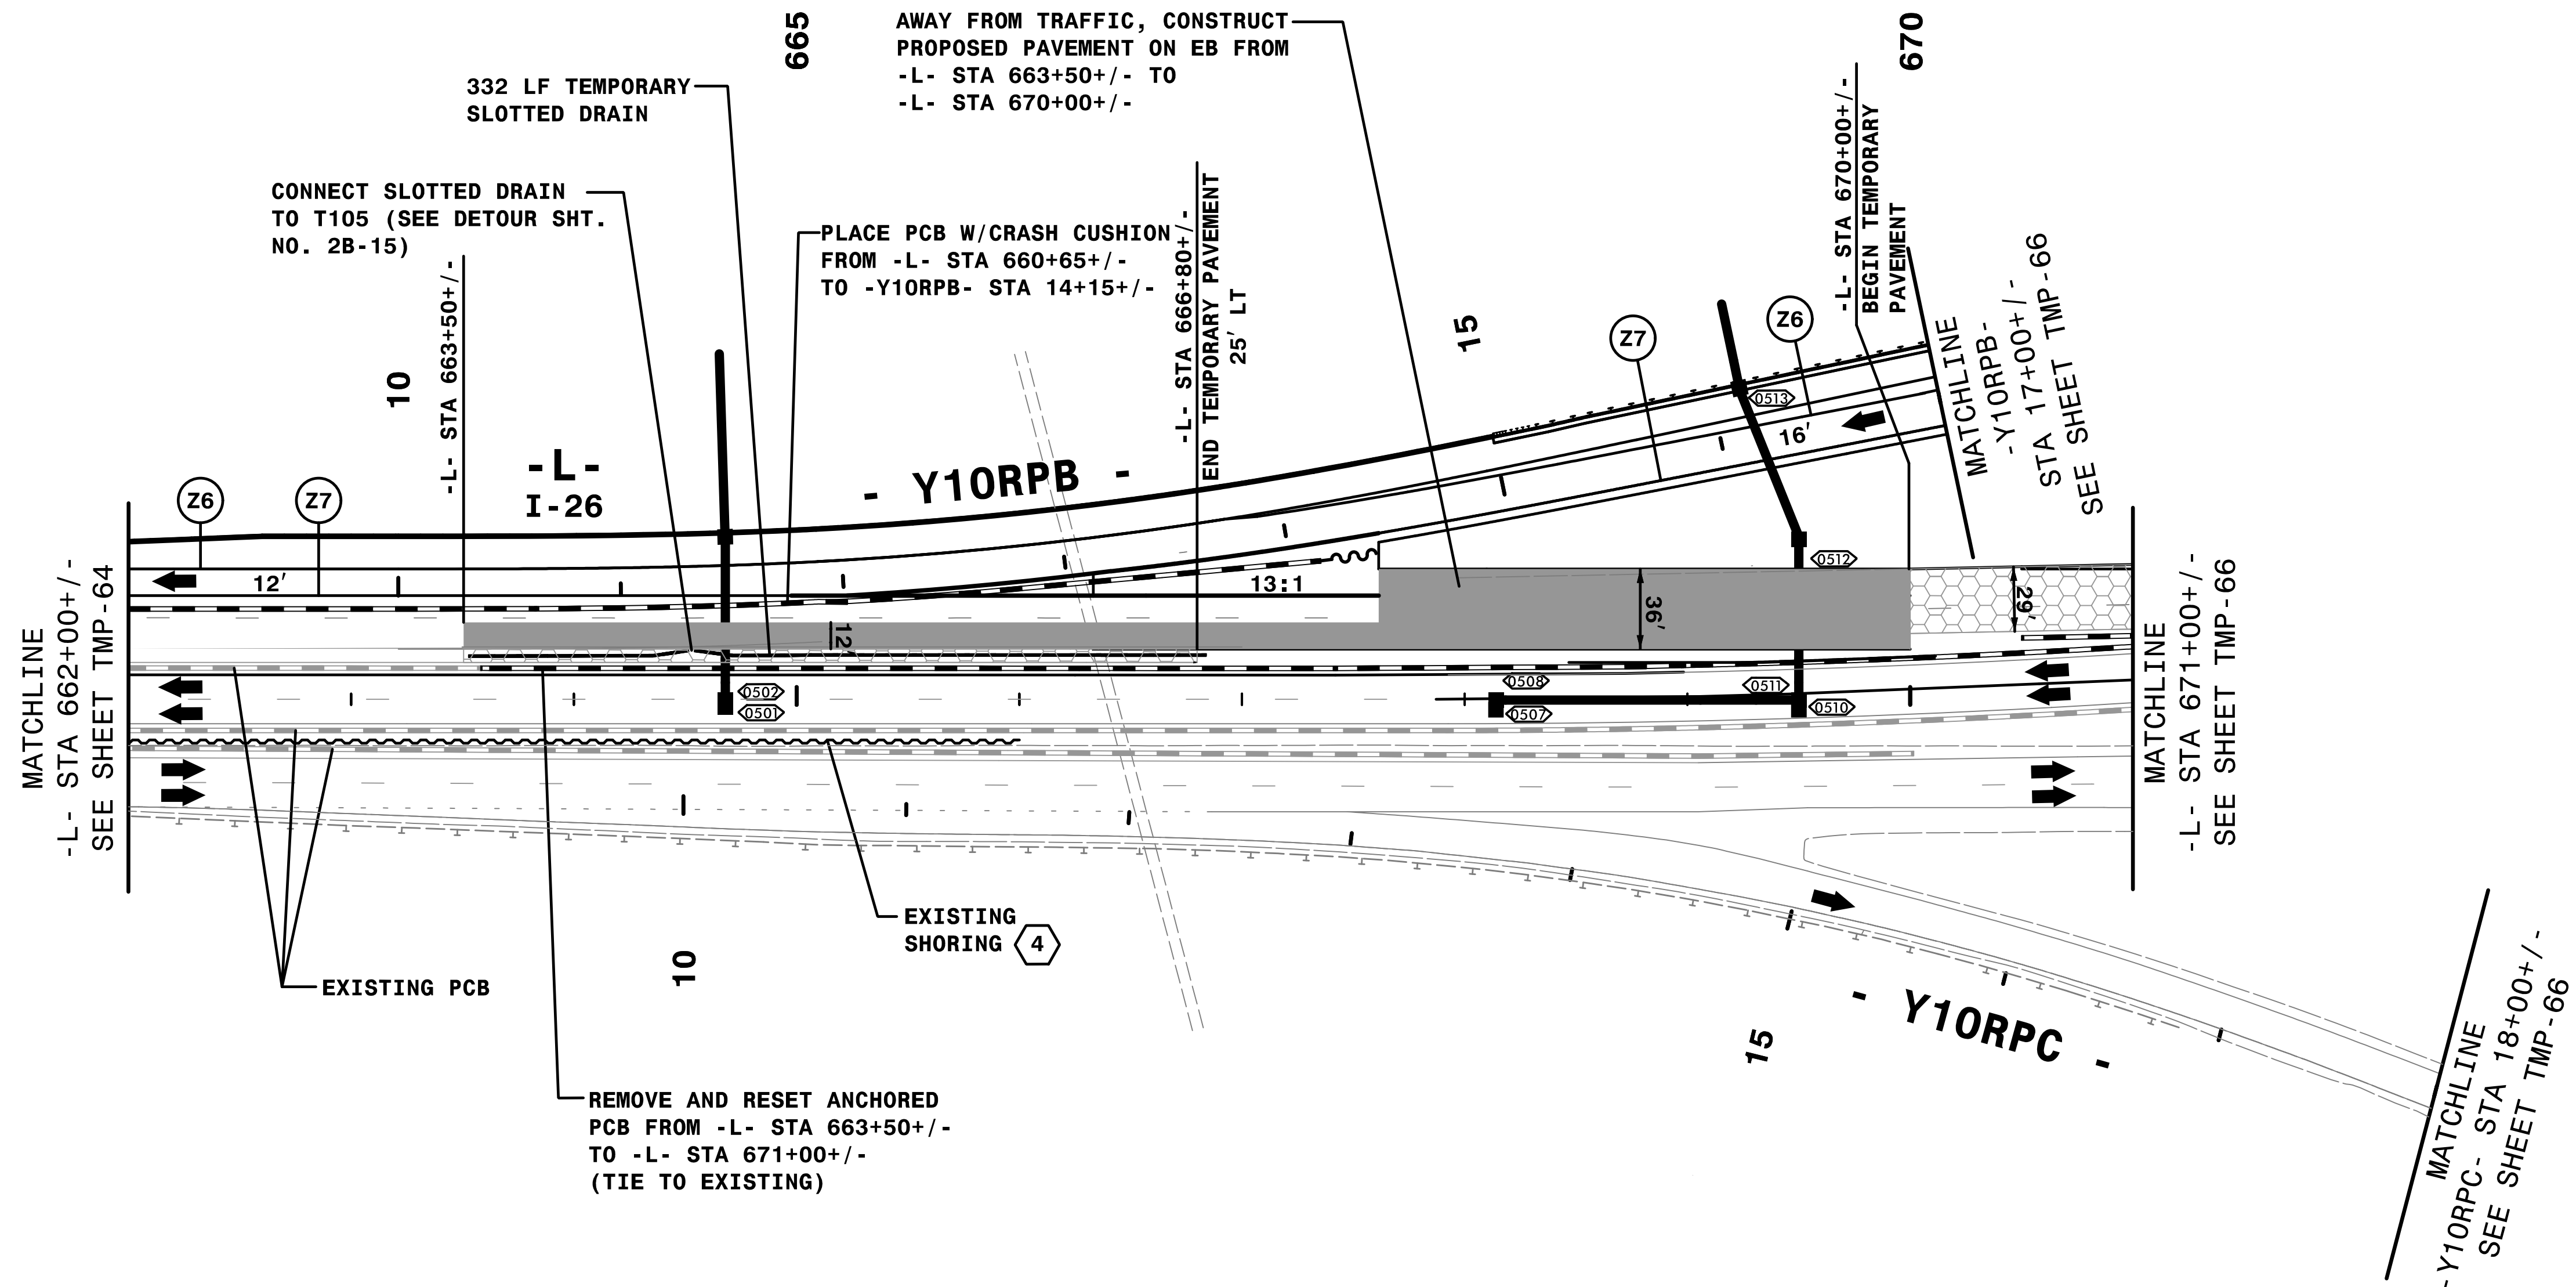 665
AWAY FROM TRAFFIC, CONSTRUCT
PROPOSED PAVEMENT ON EB FROM
-L- STA 663+50+/- TO
-L- STA 670+00+/-
670
332 LF TEMPORARY
SLOTTED DRAIN
CONNECT SLOTTED DRAIN
TO T105 (SEE DETOUR SHT.
NO. 2B-15)
PLACE PCB W/CRASH CUSHION
FROM -L- STA 660+65+/-
TO -Y10RPB- STA 14+15+/-
-L- STA 666+80+/-
END TEMPORARY PAVEMENT
25' LT
-L- STA 670+00+/-
BEGIN TEMPORARY
PAVEMENT
MATCHLINE
-Y10RPB-
STA 17+00+/-
SEE SHEET TMP-66
10
-L- STA 663+50+/-
15
Z7
Z6
0513
16'
-L-
I-26
- Y10RPB -
Z6
Z7
12'
13:1
0512
36'
29'
12'
MATCHLINE
-L- STA 662+00+/-
SEE SHEET TMP-64
0502
0501
0508
0507
0511
0510
MATCHLINE
-L- STA 671+00+/-
SEE SHEET TMP-66
EXISTING
SHORING 4
EXISTING PCB
10
15
- Y10RPC -
REMOVE AND RESET ANCHORED
PCB FROM -L- STA 663+50+/-
TO -L- STA 671+00+/-
(TIE TO EXISTING)
MATCHLINE
-Y10RPC- STA 18+00+/-
SEE SHEET TMP-66